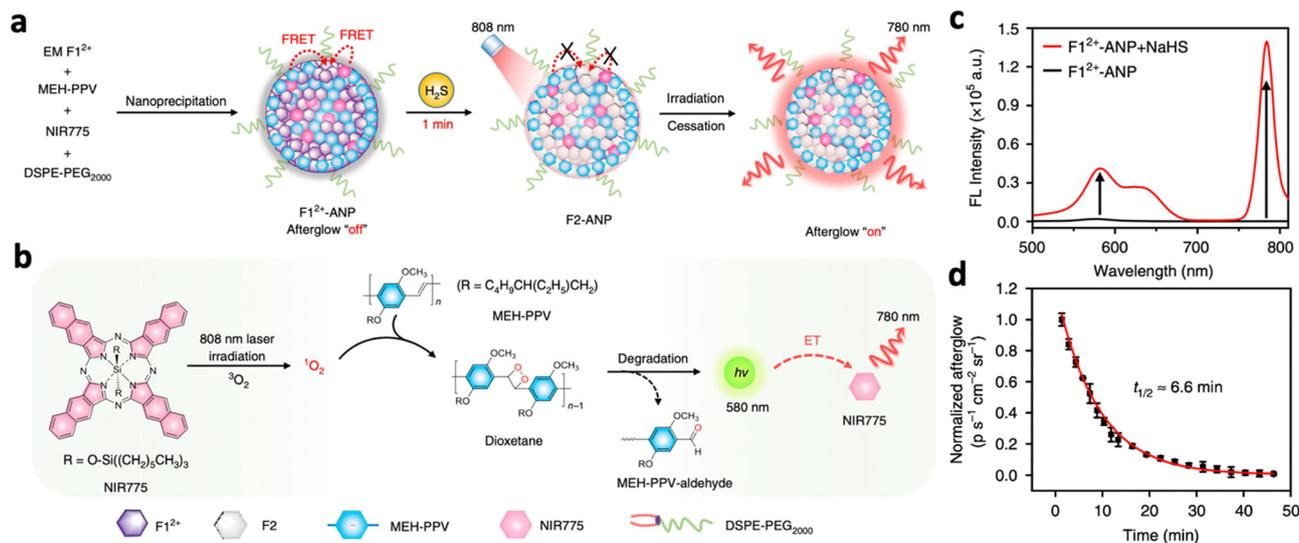 a
EM F1²⁺
+
MEH-PPV
+
NIR775
+
DSPE-PEG₂₀₀₀
Nanoprecipitation
FRET FRET
F1²⁺-ANP
Afterglow "off"
H₂S
1 min
808 nm
F2-ANP
Irradiation
Cessation
780 nm
Afterglow "on"
b
N N N
N R N
N Si N
N R N
N
R = O-Si((CH₂)₅CH₃)₃
NIR775
808 nm laser
irradiation
³O₂
¹O₂
OCH₃
RO
n
(R = C₄H₉CH(C₂H₅)CH₂)
MEH-PPV
OCH₃ O-O OCH₃
RO RO
n–1
Dioxetane
Degradation
OCH₃
O
RO H
MEH-PPV-aldehyde
hv
580 nm
ET
780 nm
NIR775
F1²⁺ F2 MEH-PPV NIR775 DSPE-PEG₂₀₀₀
c
FL Intensity (×10⁵ a.u.)
1.5
1.2
0.9
0.6
0.3
0.0
F1²⁺-ANP+NaHS
F1²⁺-ANP
500 600 700 800
Wavelength (nm)
d
Normalized afterglow
(p s⁻¹ cm⁻² sr⁻¹)
1.2
1.0
0.8
0.6
0.4
0.2
0.0
t₁/₂ ≈ 6.6 min
0 10 20 30 40 50
Time (min)